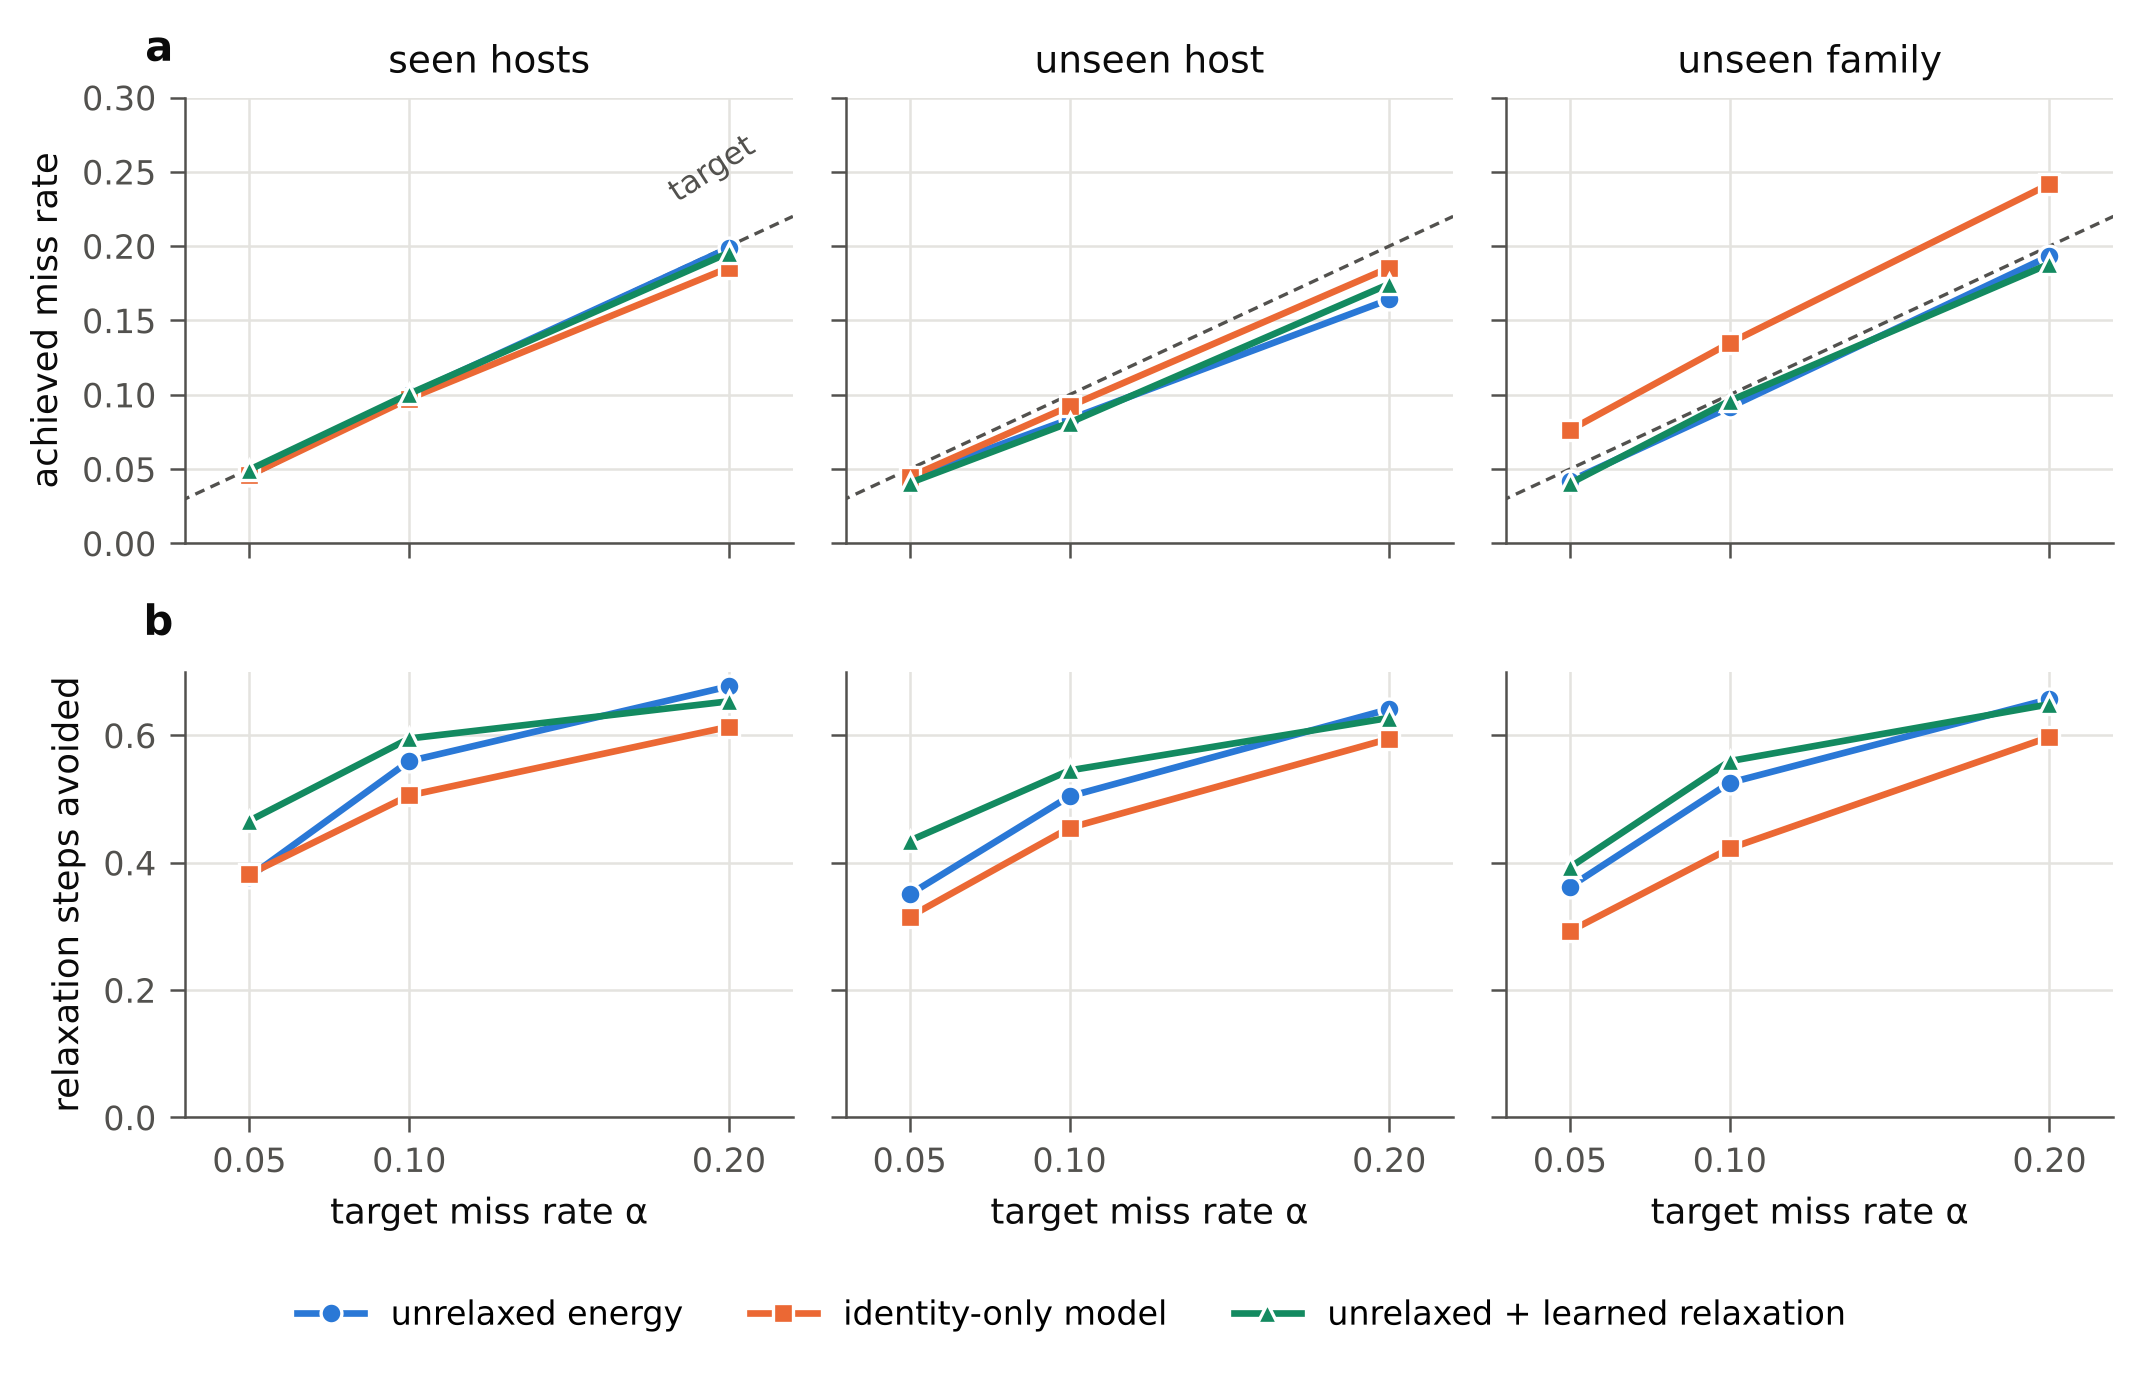 a
seen hosts
unseen host
unseen family
achieved miss rate
0.30
0.25
0.20
0.15
0.10
0.05
0.00
target
b
relaxation steps avoided
0.6
0.4
0.2
0.0
0.05 0.10 0.20
0.05 0.10 0.20
0.05 0.10 0.20
target miss rate α
target miss rate α
target miss rate α
unrelaxed energy
identity-only model
unrelaxed + learned relaxation